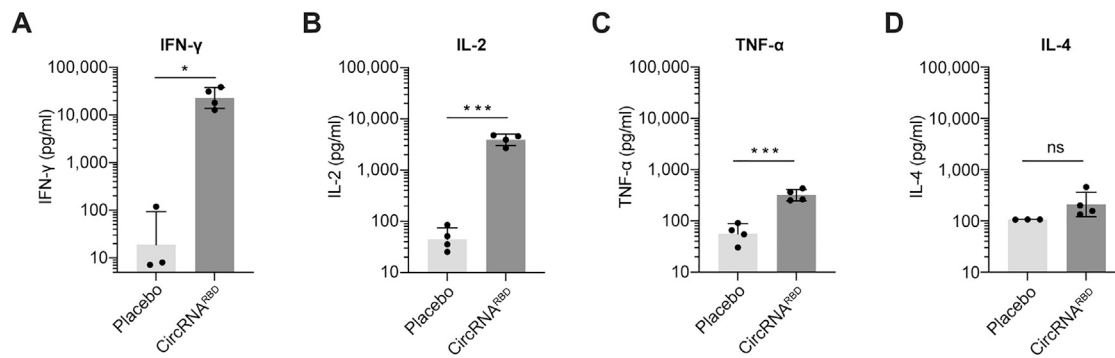 A
IFN-γ
100,000
10,000
1,000
100
10
IFN-γ (pg/ml)
*
Placebo
CircRNA^RBD
B
IL-2
100,000
10,000
1,000
100
10
IL-2 (pg/ml)
***
Placebo
CircRNA^RBD
C
TNF-α
100,000
10,000
1,000
100
10
TNF-α (pg/ml)
***
Placebo
CircRNA^RBD
D
IL-4
100,000
10,000
1,000
100
10
IL-4 (pg/ml)
ns
Placebo
CircRNA^RBD